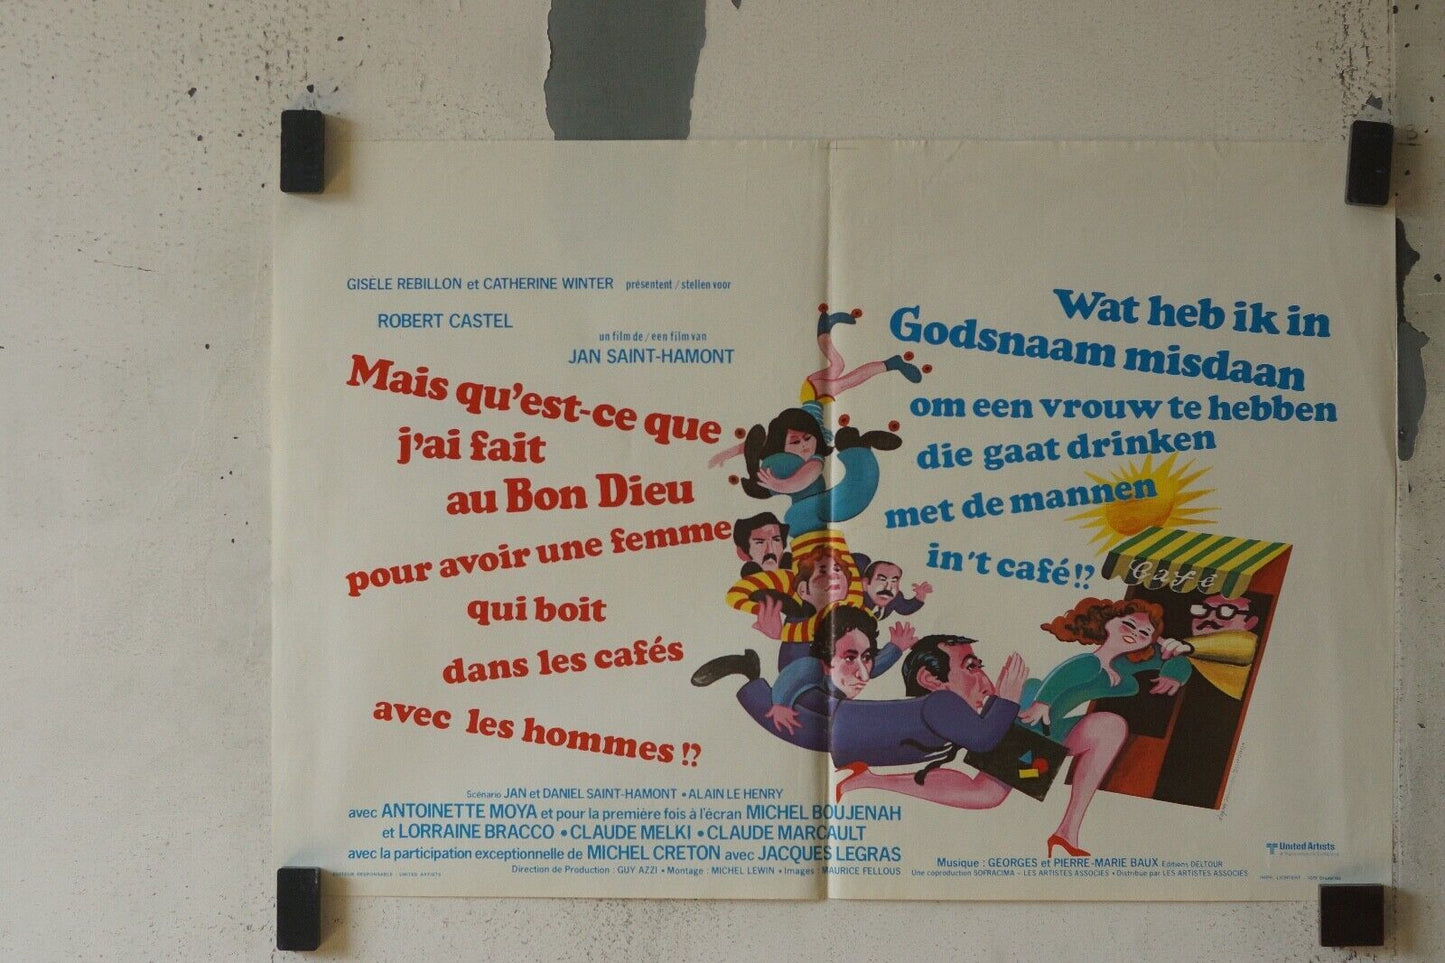 GISÈLE REBILLON et CATHERINE WINTER présentent / stellen voor
ROBERT CASTEL
un film de / een film van
JAN SAINT-HAMONT
Mais qu'est-ce que
j'ai fait
au Bon Dieu
pour avoir une femme
qui boit
dans les cafés
avec les hommes !?
Wat heb ik in
Godsnaam misdaan
om een vrouw te hebben
die gaat drinken
met de mannen
in 't café !?
Café
Scénario JAN et DANIEL SAINT-HAMONT • ALAIN LE HENRY
avec ANTOINETTE MOYA et pour la première fois à l'écran MICHEL BOUJENAH
et LORRAINE BRACCO • CLAUDE MELKI • CLAUDE MARCAULT
avec la participation exceptionnelle de MICHEL CRETON avec JACQUES LEGRAS
Direction de Production : GUY AZZI • Montage : MICHEL LEWIN • Images : MAURICE FELLOUS
Musique : GEORGES et PIERRE-MARIE BAUX Editions DELTOUR
Une coproduction SOFRACIMA – LES ARTISTES ASSOCIES • Distribué par LES ARTISTES ASSOCIES
United Artists
EDITEUR RESPONSABLE : UNITED ARTISTS